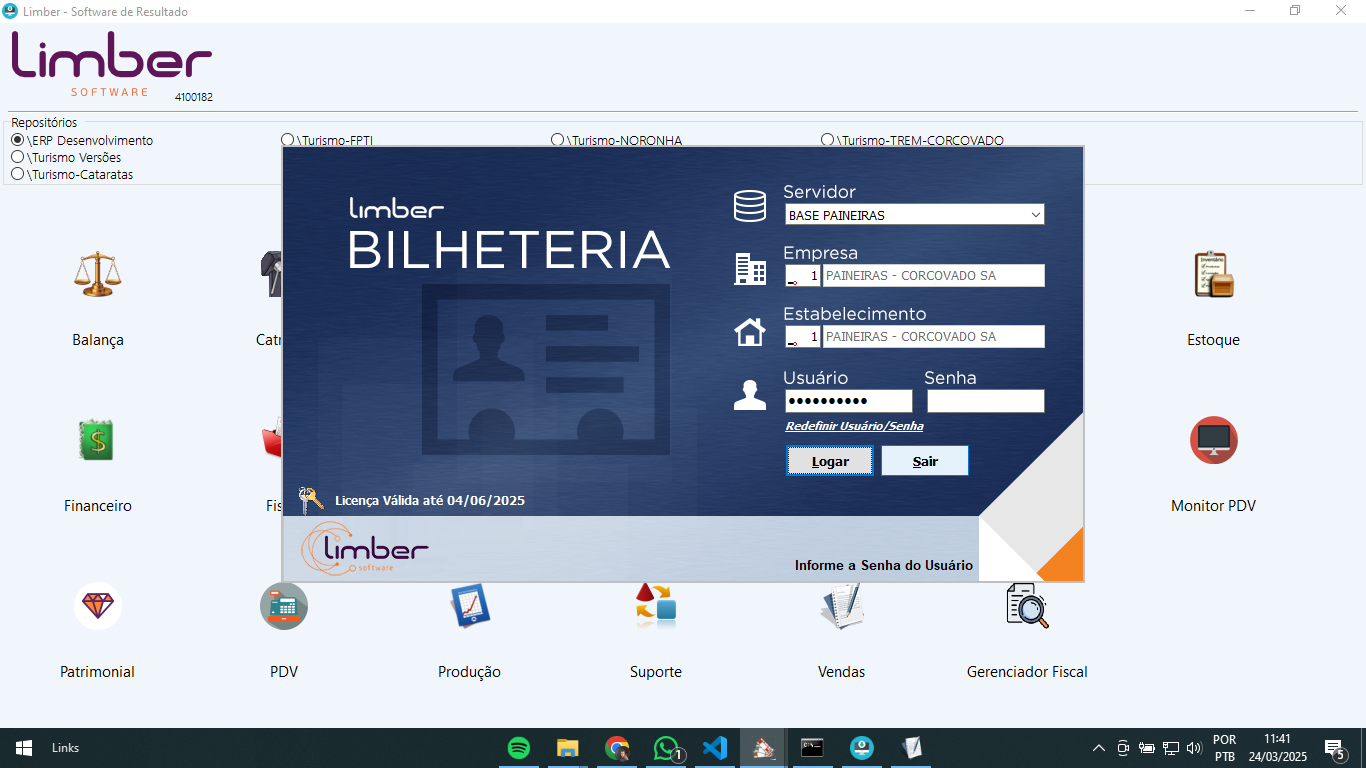 Limber - Software de Resultado
Limber
SOFTWARE
4100182
Repositórios
\ERP Desenvolvimento
\Turismo-FPTI
\Turismo-NORONHA
\Turismo-TREM-CORCOVADO
\Turismo Versões
\Turismo-Cataratas
limber
BILHETERIA
Servidor
BASE PAINEIRAS
Empresa
1 PAINEIRAS - CORCOVADO SA
Estabelecimento
1 PAINEIRAS - CORCOVADO SA
Usuário
Senha
Redefinir Usuário/Senha
Logar
Sair
Licença Válida até 04/06/2025
limber
software
Informe a Senha do Usuário
Balança
Estoque
Inventário
Financeiro
Monitor PDV
Patrimonial
PDV
Produção
Suporte
Vendas
Gerenciador Fiscal
Links
1
POR
PTB
11:41
24/03/2025
5